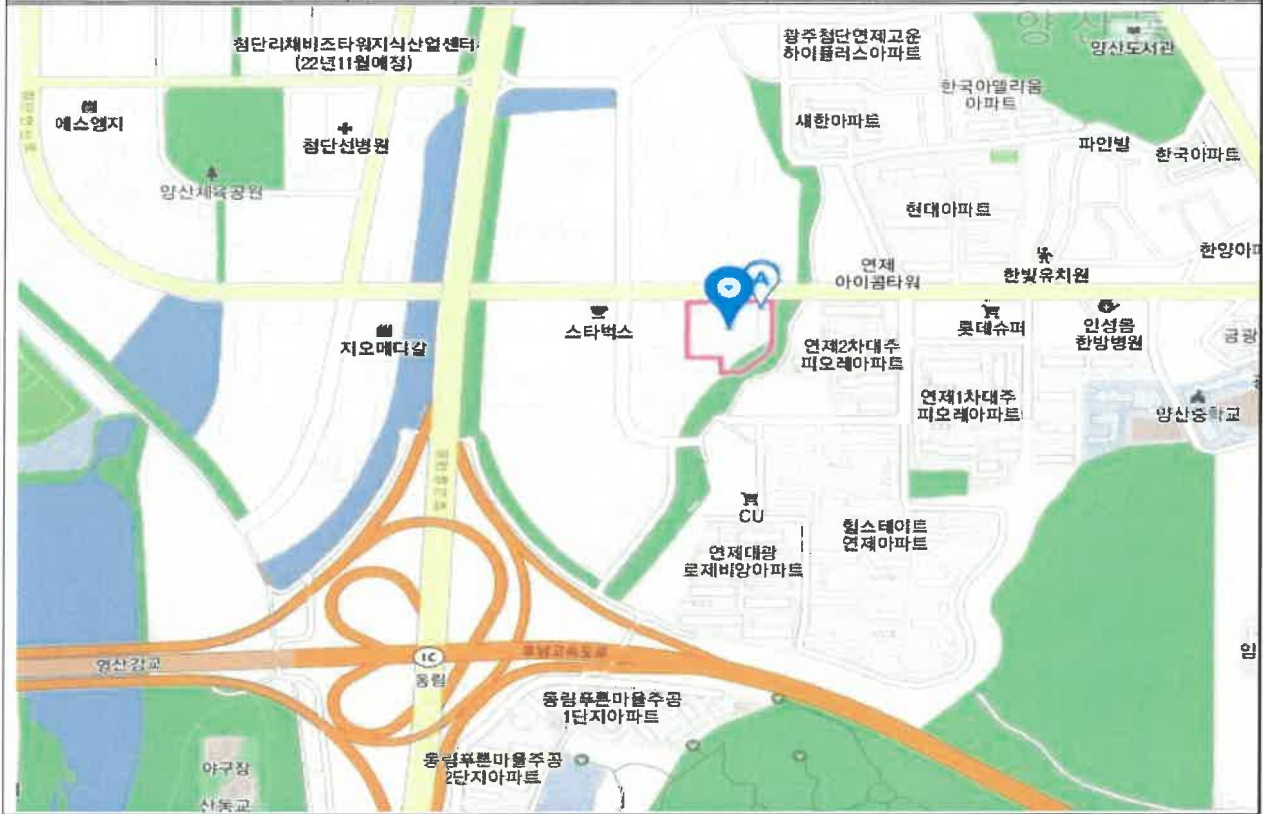 양산동
첨단리채비즈타워지식산업센터
(22년11월예정)
광주첨단연제고운
하이플러스아파트
양산도서관
에스엠지
첨단선병원
한국아델리움
아파트
새한아파트
파인빌
한국아파트
양산체육공원
현대아파트
연제
아이콤타워
한빛유치원
한양아파
A
지오메디칼
스타벅스
연제2차대주
피오레아파트
롯데슈퍼
인성음
한방병원
금광
연제1차대주
피오레아파트
양산중학교
CU
연제대광
로제비앙아파트
힐스테이트
연제아파트
임
영산강교
IC
동림
호남고속도로
동림푸른마을주공
1단지아파트
동림푸른마을주공
2단지아파트
야구장
산동교